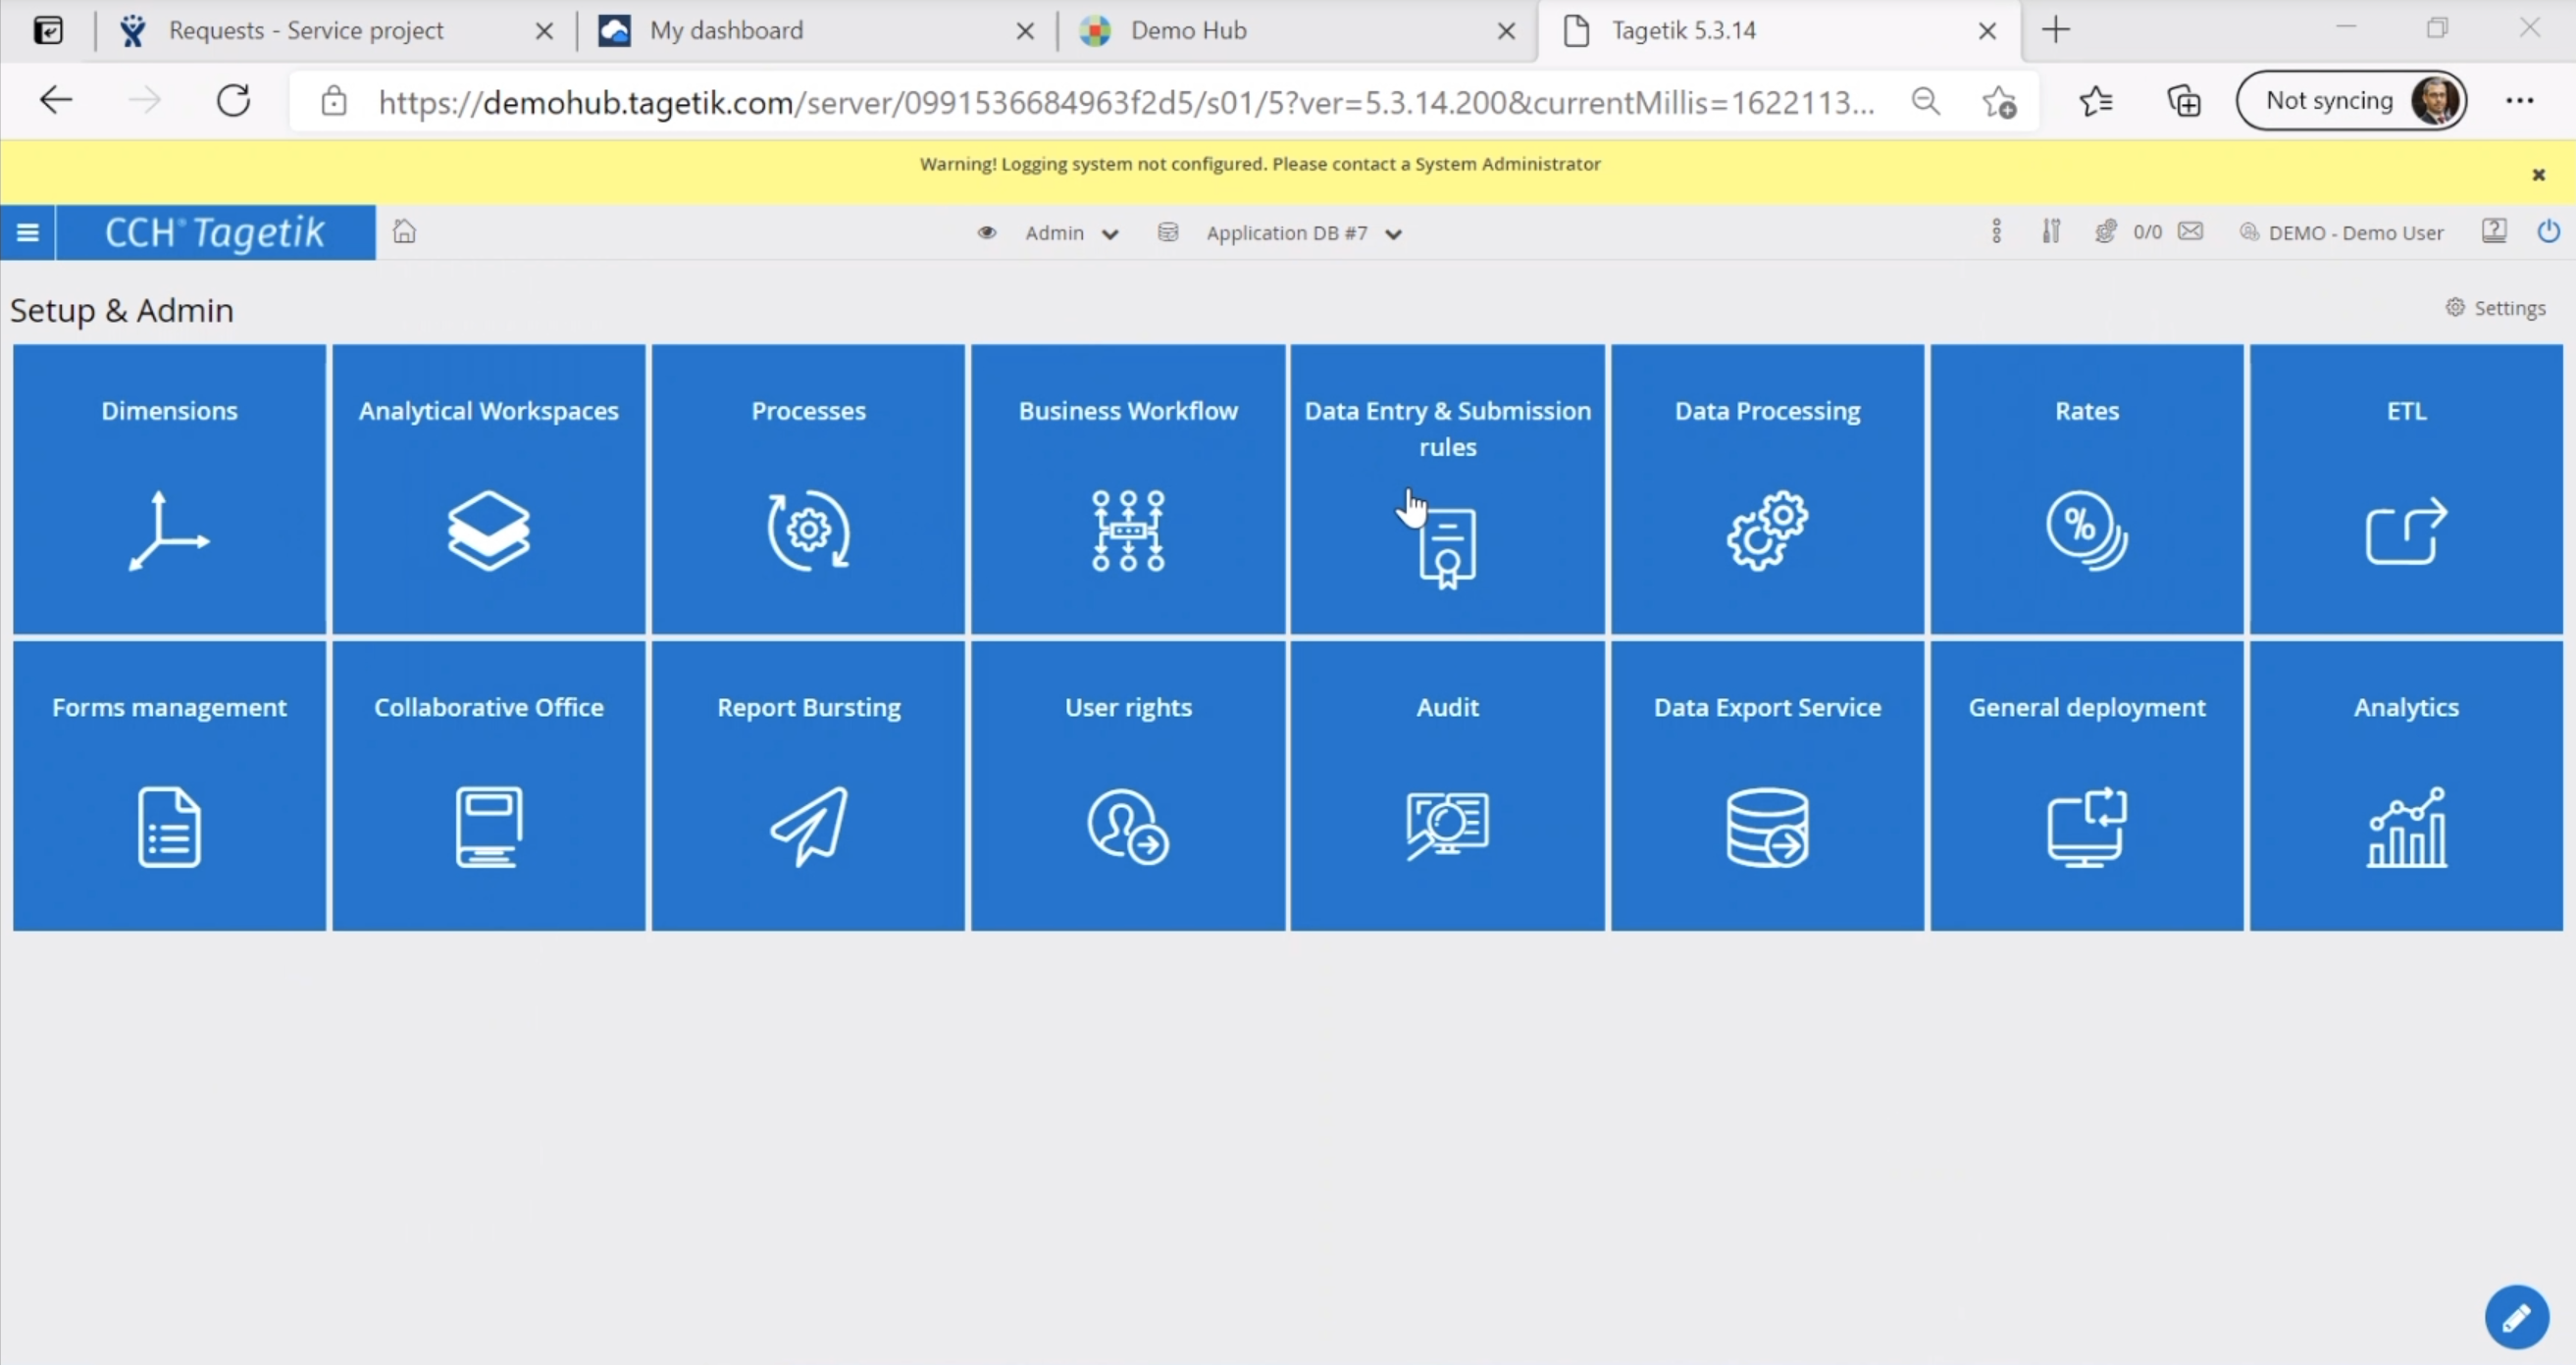 Requests - Service project
My dashboard
Demo Hub
Tagetik 5.3.14
https://demohub.tagetik.com/server/0991536684963f2d5/s01/5?ver=5.3.14.200&currentMillis=1622113...
Not syncing
Warning! Logging system not configured. Please contact a System Administrator
CCH® Tagetik
Admin
Application DB #7
0/0
DEMO - Demo User
Setup & Admin
Settings
Dimensions
Analytical Workspaces
Processes
Business Workflow
Data Entry & Submission
rules
Data Processing
Rates
%
ETL
Forms management
Collaborative Office
Report Bursting
User rights
Audit
Data Export Service
General deployment
Analytics